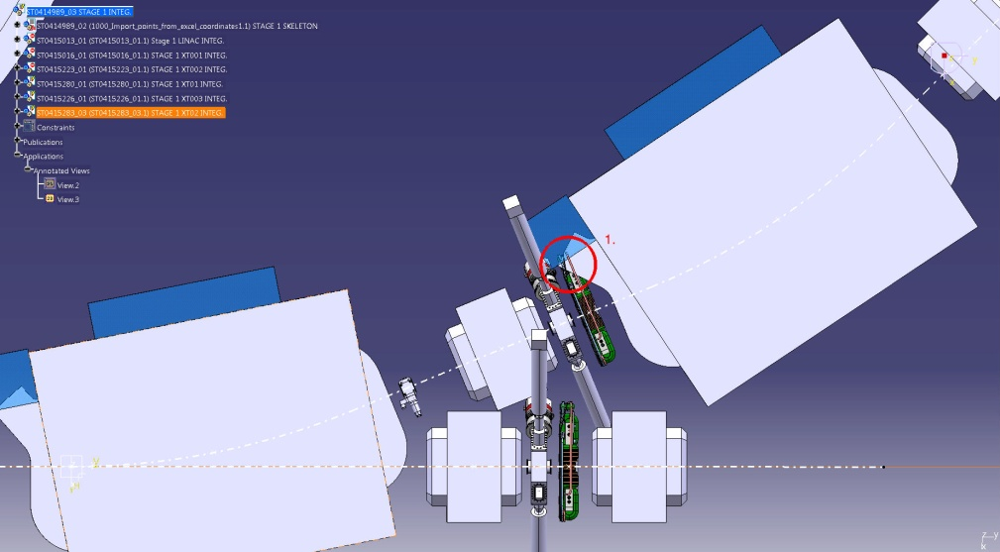 ST0414989_03 STAGE 1 INTEG.
ST0414989_02 (1000_Import_points_from_excel_coordinates1.1) STAGE 1 SKELETON
ST0415013_01 (ST0415013_01.1) Stage 1 LINAC INTEG.
ST0415016_01 (ST0415016_01.1) STAGE 1 XT001 INTEG.
ST0415223_01 (ST0415223_01.1) STAGE 1 XT002 INTEG.
ST0415280_01 (ST0415280_01.1) STAGE 1 XT01 INTEG.
ST0415226_01 (ST0415226_01.1) STAGE 1 XT003 INTEG.
ST0415283_03 (ST0415283_03.1) STAGE 1 XT02 INTEG.
Constraints
Publications
Applications
Annotated Views
View.2
View.3
1.
y
y
z y
x